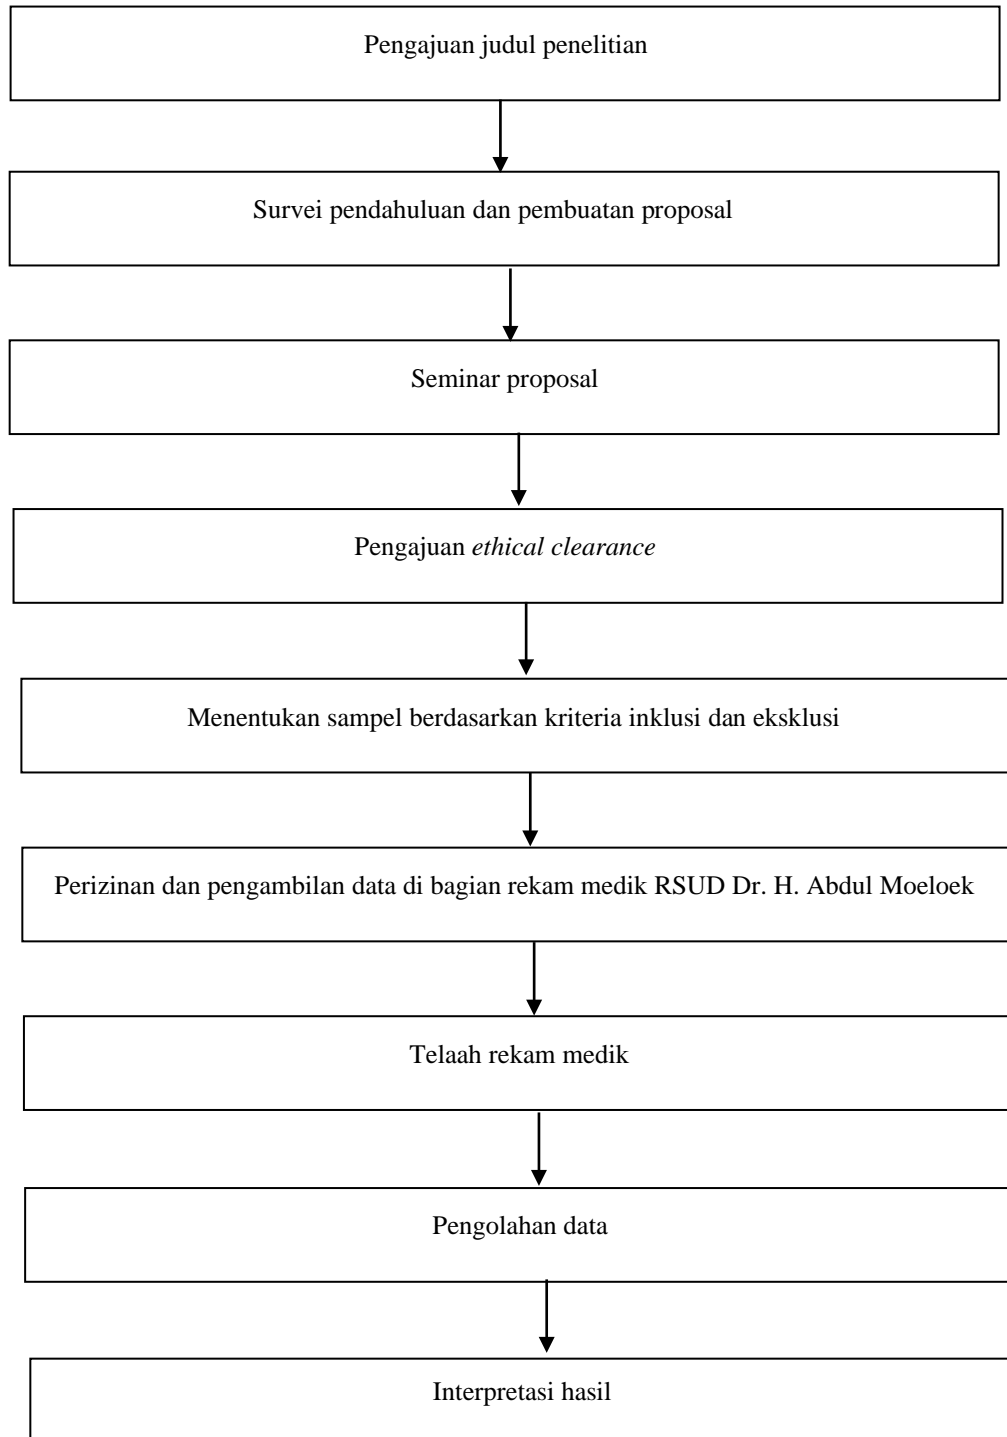 Pengajuan judul penelitian
Survei pendahuluan dan pembuatan proposal
Seminar proposal
Pengajuan ethical clearance
Menentukan sampel berdasarkan kriteria inklusi dan eksklusi
Perizinan dan pengambilan data di bagian rekam medik RSUD Dr. H. Abdul Moeloek
Telaah rekam medik
Pengolahan data
Interpretasi hasil